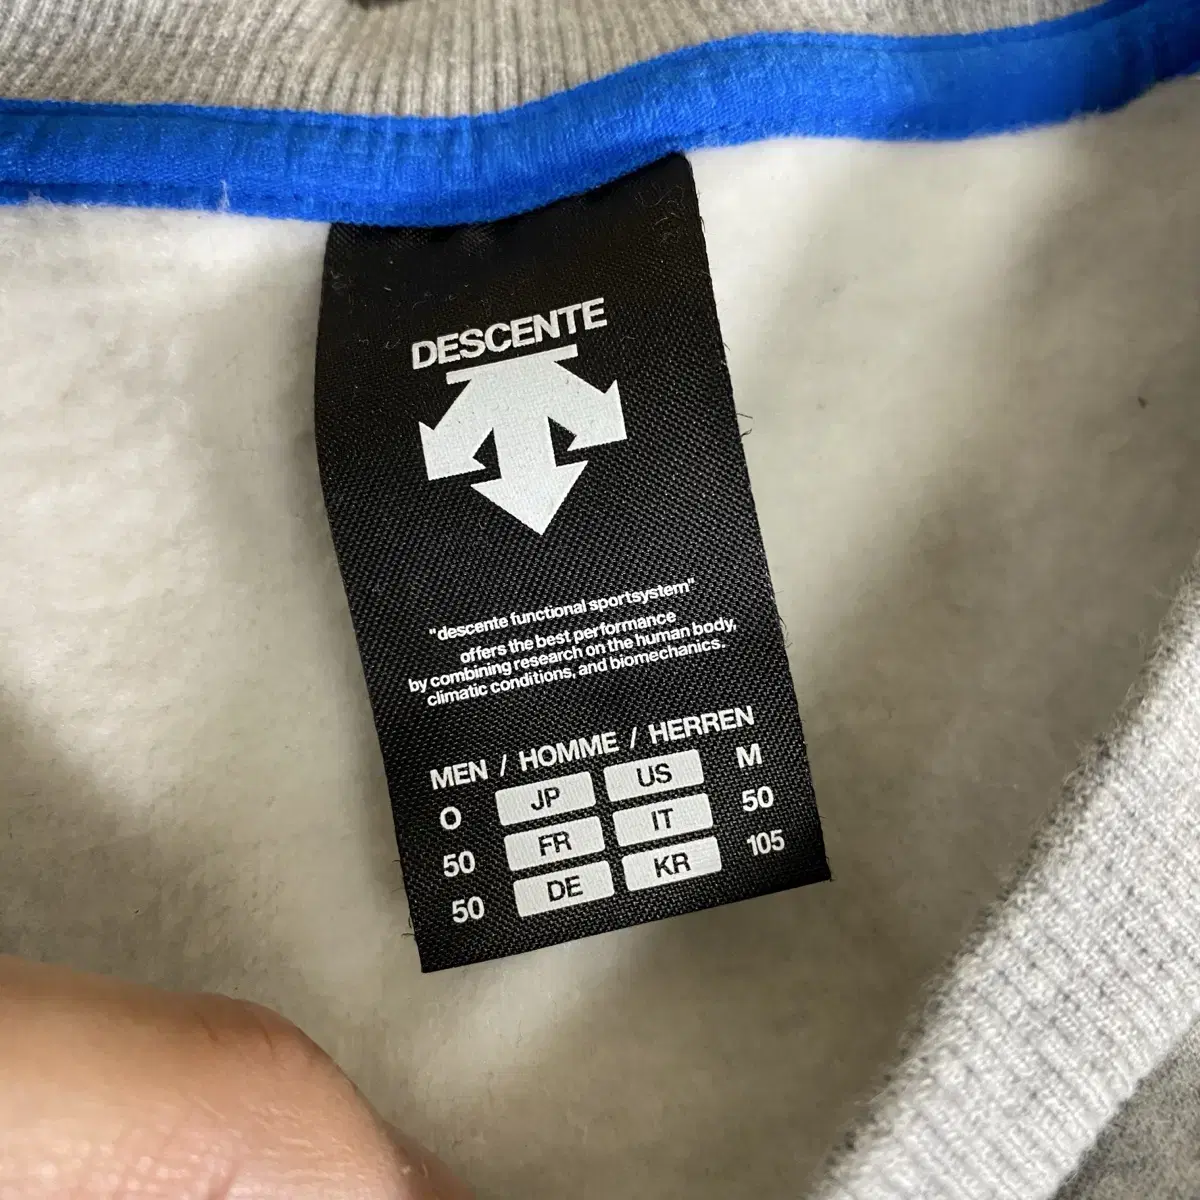 DESCENTE
"descente functional sportsystem"
offers the best performance
by combining research on the human body,
climatic conditions, and biomechanics.
MEN / HOMME / HERREN
O JP US M
50 FR IT 50
50 DE KR 105